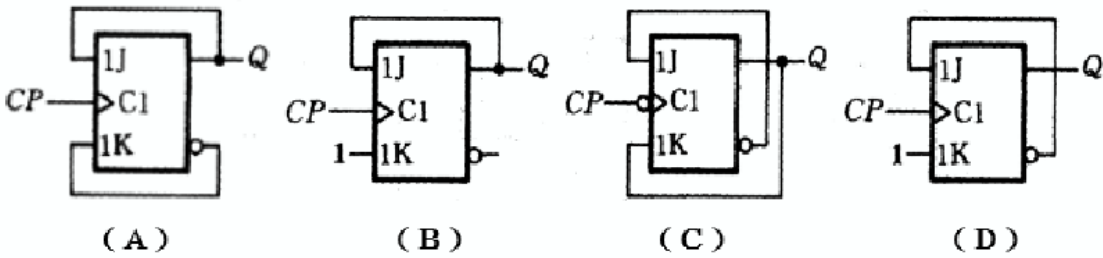 1J Q 1J Q 1J Q 1J Q
CP C1 CP C1 CP C1 CP C1
1K 1 1K 1K 1 1K
(A) (B) (C) (D)